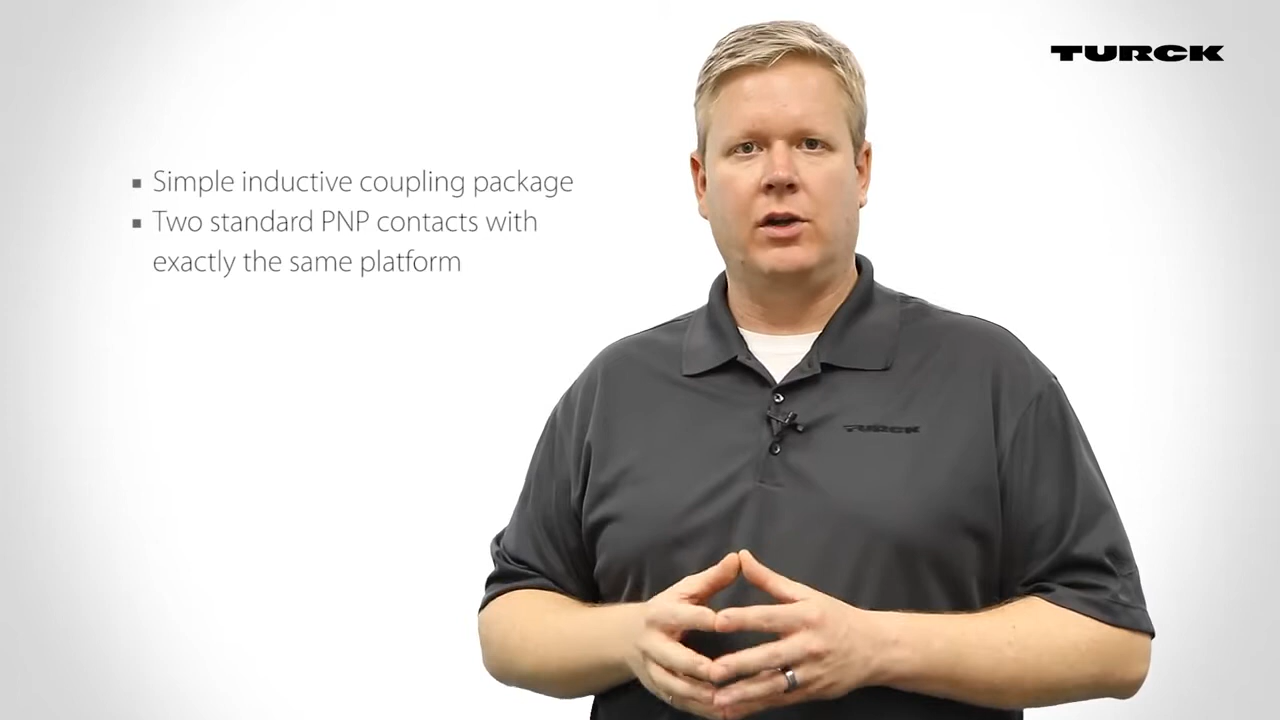 TURCK
▪ Simple inductive coupling package
▪ Two standard PNP contacts with
exactly the same platform
TURCK